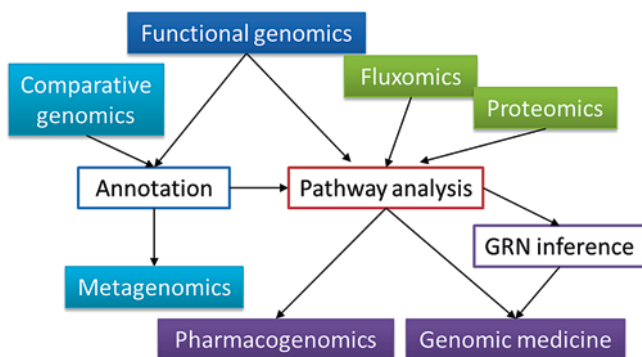 Functional genomics
Comparative
genomics
Fluxomics
Proteomics
Annotation
Pathway analysis
GRN inference
Metagenomics
Pharmacogenomics
Genomic medicine